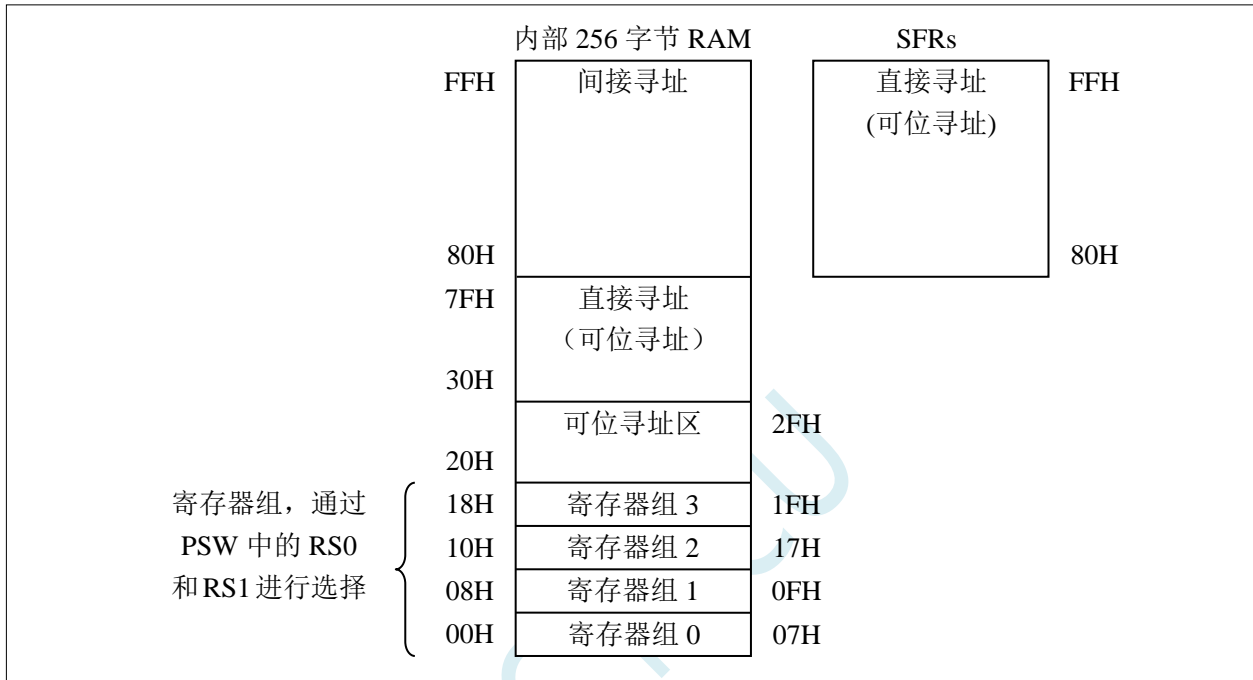 内部 256 字节 RAM SFRs
FFH 间接寻址 直接寻址 FFH
(可位寻址)
80H 80H
7FH 直接寻址
（可位寻址）
30H
可位寻址区 2FH
20H
寄存器组，通过 18H 寄存器组 3 1FH
PSW 中的 RS0 10H 寄存器组 2 17H
和 RS1 进行选择 08H 寄存器组 1 0FH
00H 寄存器组 0 07H